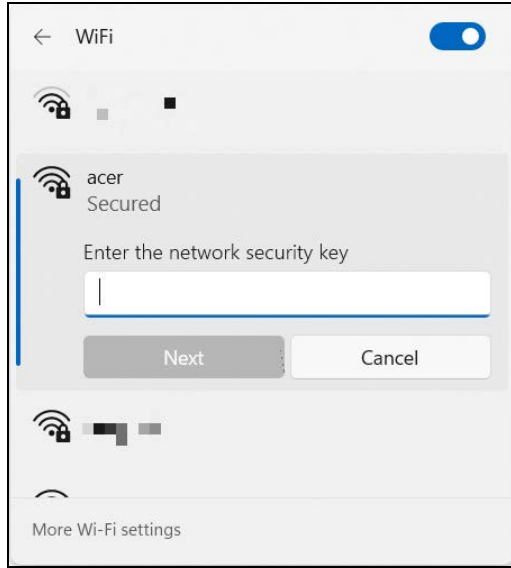 WiFi
acer
Secured
Enter the network security key
Next
Cancel
More Wi-Fi settings